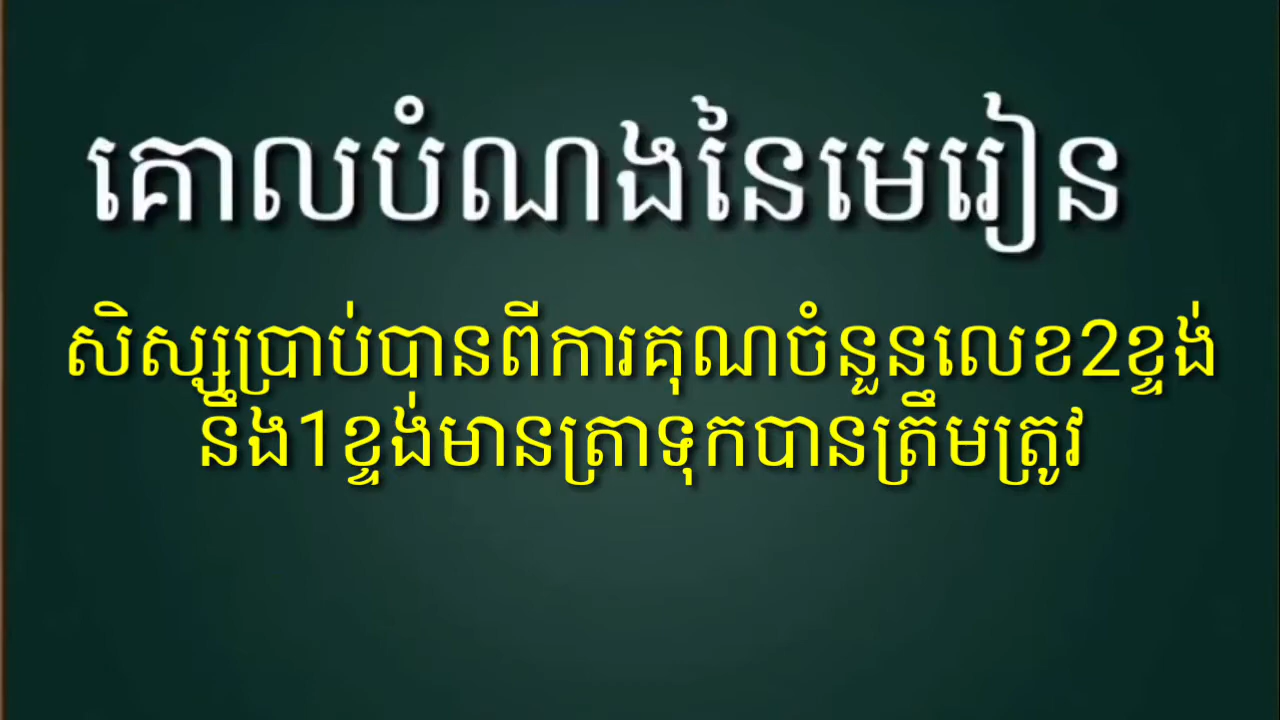 គោលបំណងនៃមេរៀន
សិស្សប្រាប់បានពីការគុណចំនួនលេខ2ខ្ទង់
នឹង1ខ្ទង់មានត្រាទុកបានត្រឹមត្រូវ